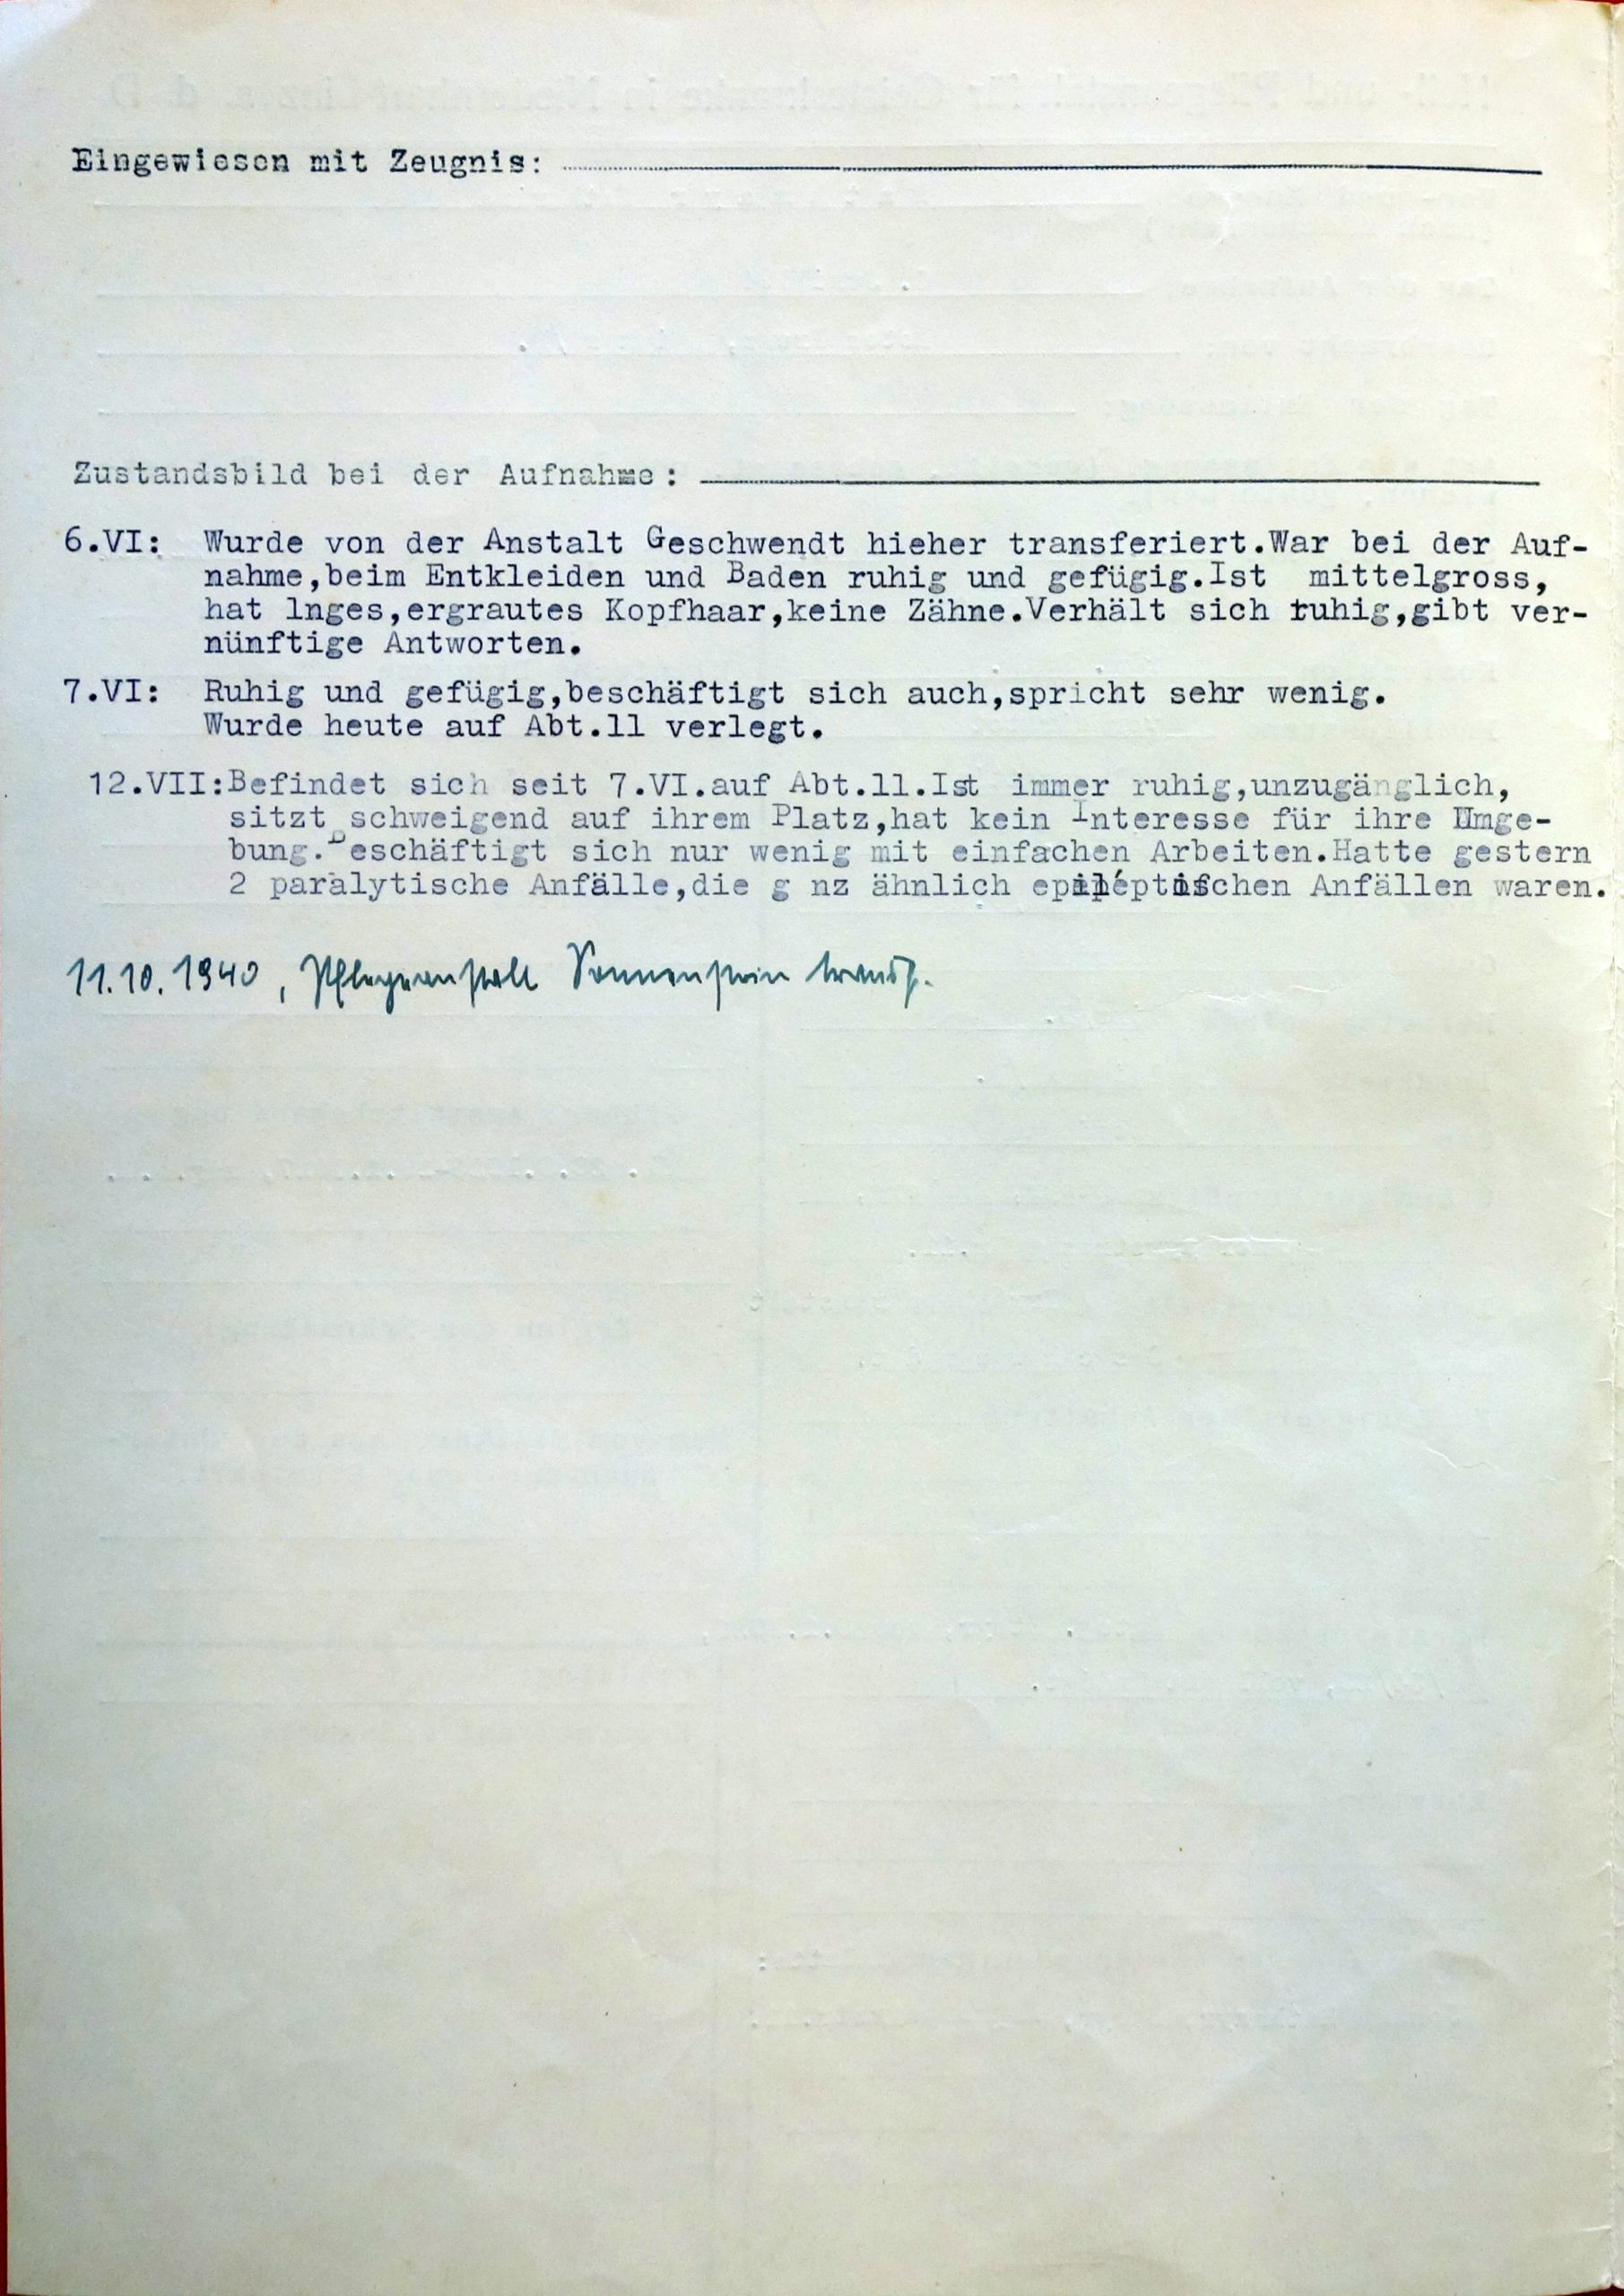 Eingewiesen mit Zeugnis:
Zustandsbild bei der Aufnahme:
6.VI: Wurde von der Anstalt Geschwendt hieher transferiert.War bei der Auf-
nahme,beim Entkleiden und Baden ruhig und gefügig.Ist mittelgross,
hat lnges,ergrautes Kopfhaar,keine Zähne.Verhält sich ruhig,gibt ver-
nünftige Antworten.
7.VI: Ruhig und gefügig,beschäftigt sich auch,spricht sehr wenig.
Wurde heute auf Abt.11 verlegt.
12.VII:Befindet sich seit 7.VI.auf Abt.11.Ist immer ruhig,unzugänglich,
sitzt schweigend auf ihrem Platz,hat kein Interesse für ihre Umge-
bung.Beschäftigt sich nur wenig mit einfachen Arbeiten.Hatte gestern
2 paralytische Anfälle,die g nz ähnlich epileptischen Anfällen waren.
11.10.1940, Pflegeanstalt Sonnenstein transf.